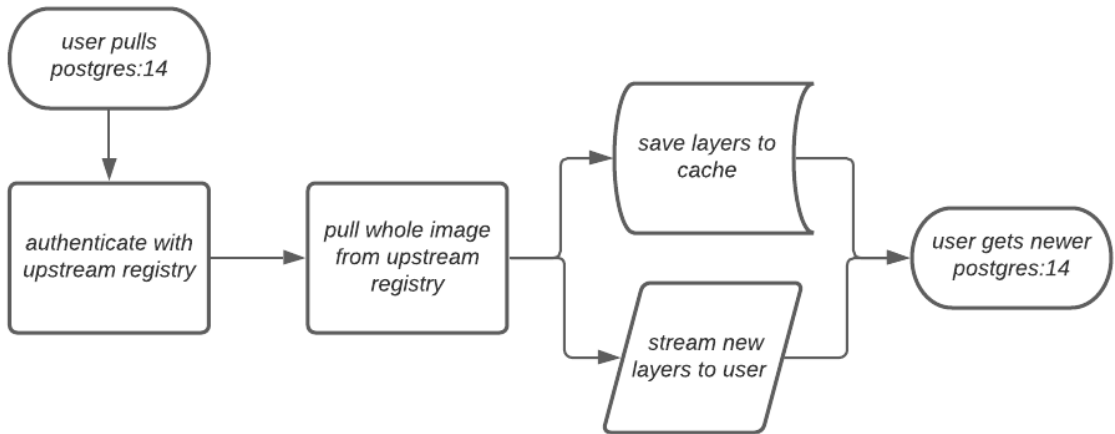 user pulls
postgres:14
authenticate with
upstream registry
pull whole image
from upstream
registry
save layers to
cache
stream new
layers to user
user gets newer
postgres:14